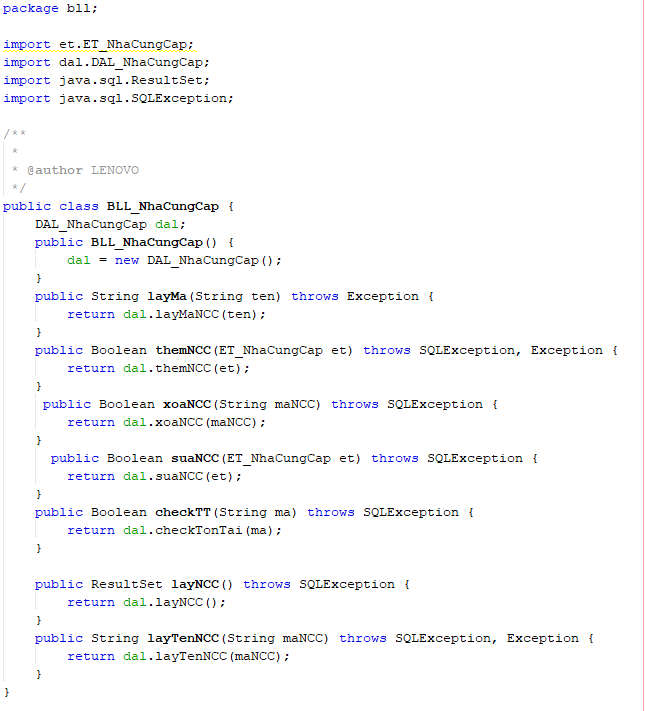 package bll;
import et.ET_NhaCungCap;
import dal.DAL_NhaCungCap;
import java.sql.ResultSet;
import java.sql.SQLException;
/**
 *
 * @author LENOVO
 */
public class BLL_NhaCungCap {
    DAL_NhaCungCap dal;
    public BLL_NhaCungCap() {
        dal = new DAL_NhaCungCap();
    }
    public String layMa(String ten) throws Exception {
        return dal.layMaNCC(ten);
    }
    public Boolean themNCC(ET_NhaCungCap et) throws SQLException, Exception {
        return dal.themNCC(et);
    }
     public Boolean xoaNCC(String maNCC) throws SQLException {
        return dal.xoaNCC(maNCC);
    }
      public Boolean suaNCC(ET_NhaCungCap et) throws SQLException {
        return dal.suaNCC(et);
    }
    public Boolean checkTT(String ma) throws SQLException {
        return dal.checkTonTai(ma);
    }
    public ResultSet layNCC() throws SQLException {
        return dal.layNCC();
    }
    public String layTenNCC(String maNCC) throws SQLException, Exception {
        return dal.layTenNCC(maNCC);
    }
}